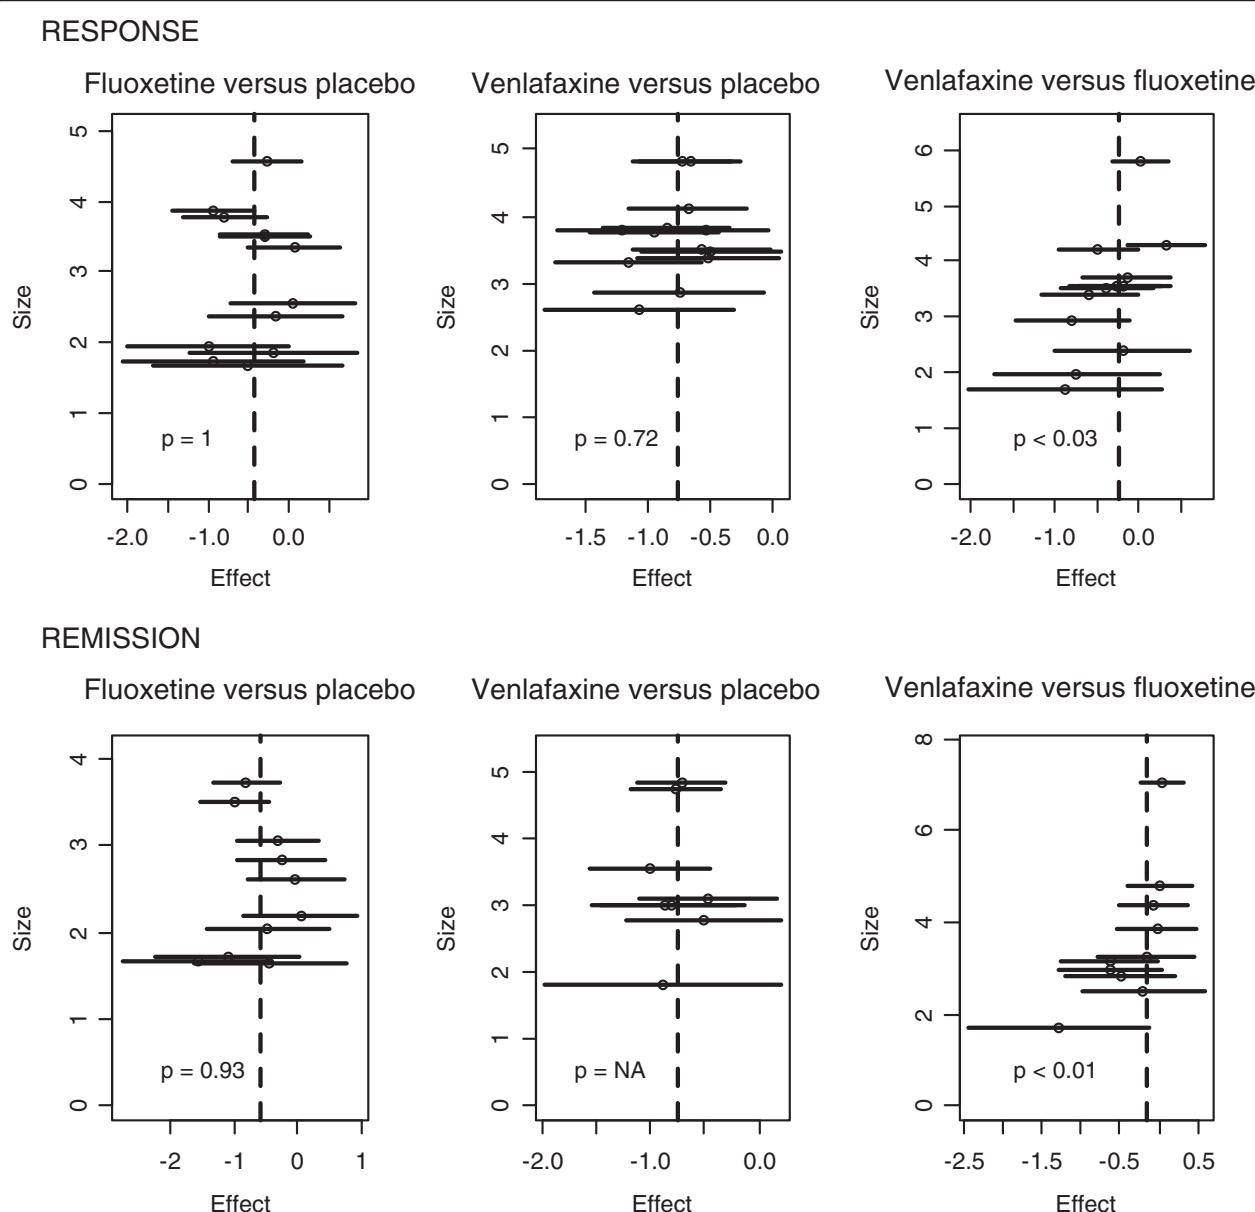 RESPONSE
Fluoxetine versus placebo
Venlafaxine versus placebo
Venlafaxine versus fluoxetine
Size
5
4
3
2
1
0
p = 1
-2.0 -1.0 0.0
Effect
Size
5
4
3
2
1
0
p = 0.72
-1.5 -1.0 -0.5 0.0
Effect
Size
6
5
4
3
2
1
0
p < 0.03
-2.0 -1.0 0.0
Effect
REMISSION
Fluoxetine versus placebo
Venlafaxine versus placebo
Venlafaxine versus fluoxetine
Size
4
3
2
1
0
p = 0.93
-2 -1 0 1
Effect
Size
5
4
3
2
1
0
p = NA
-2.0 -1.0 0.0
Effect
Size
8
6
4
2
0
p < 0.01
-2.5 -1.5 -0.5 0.5
Effect